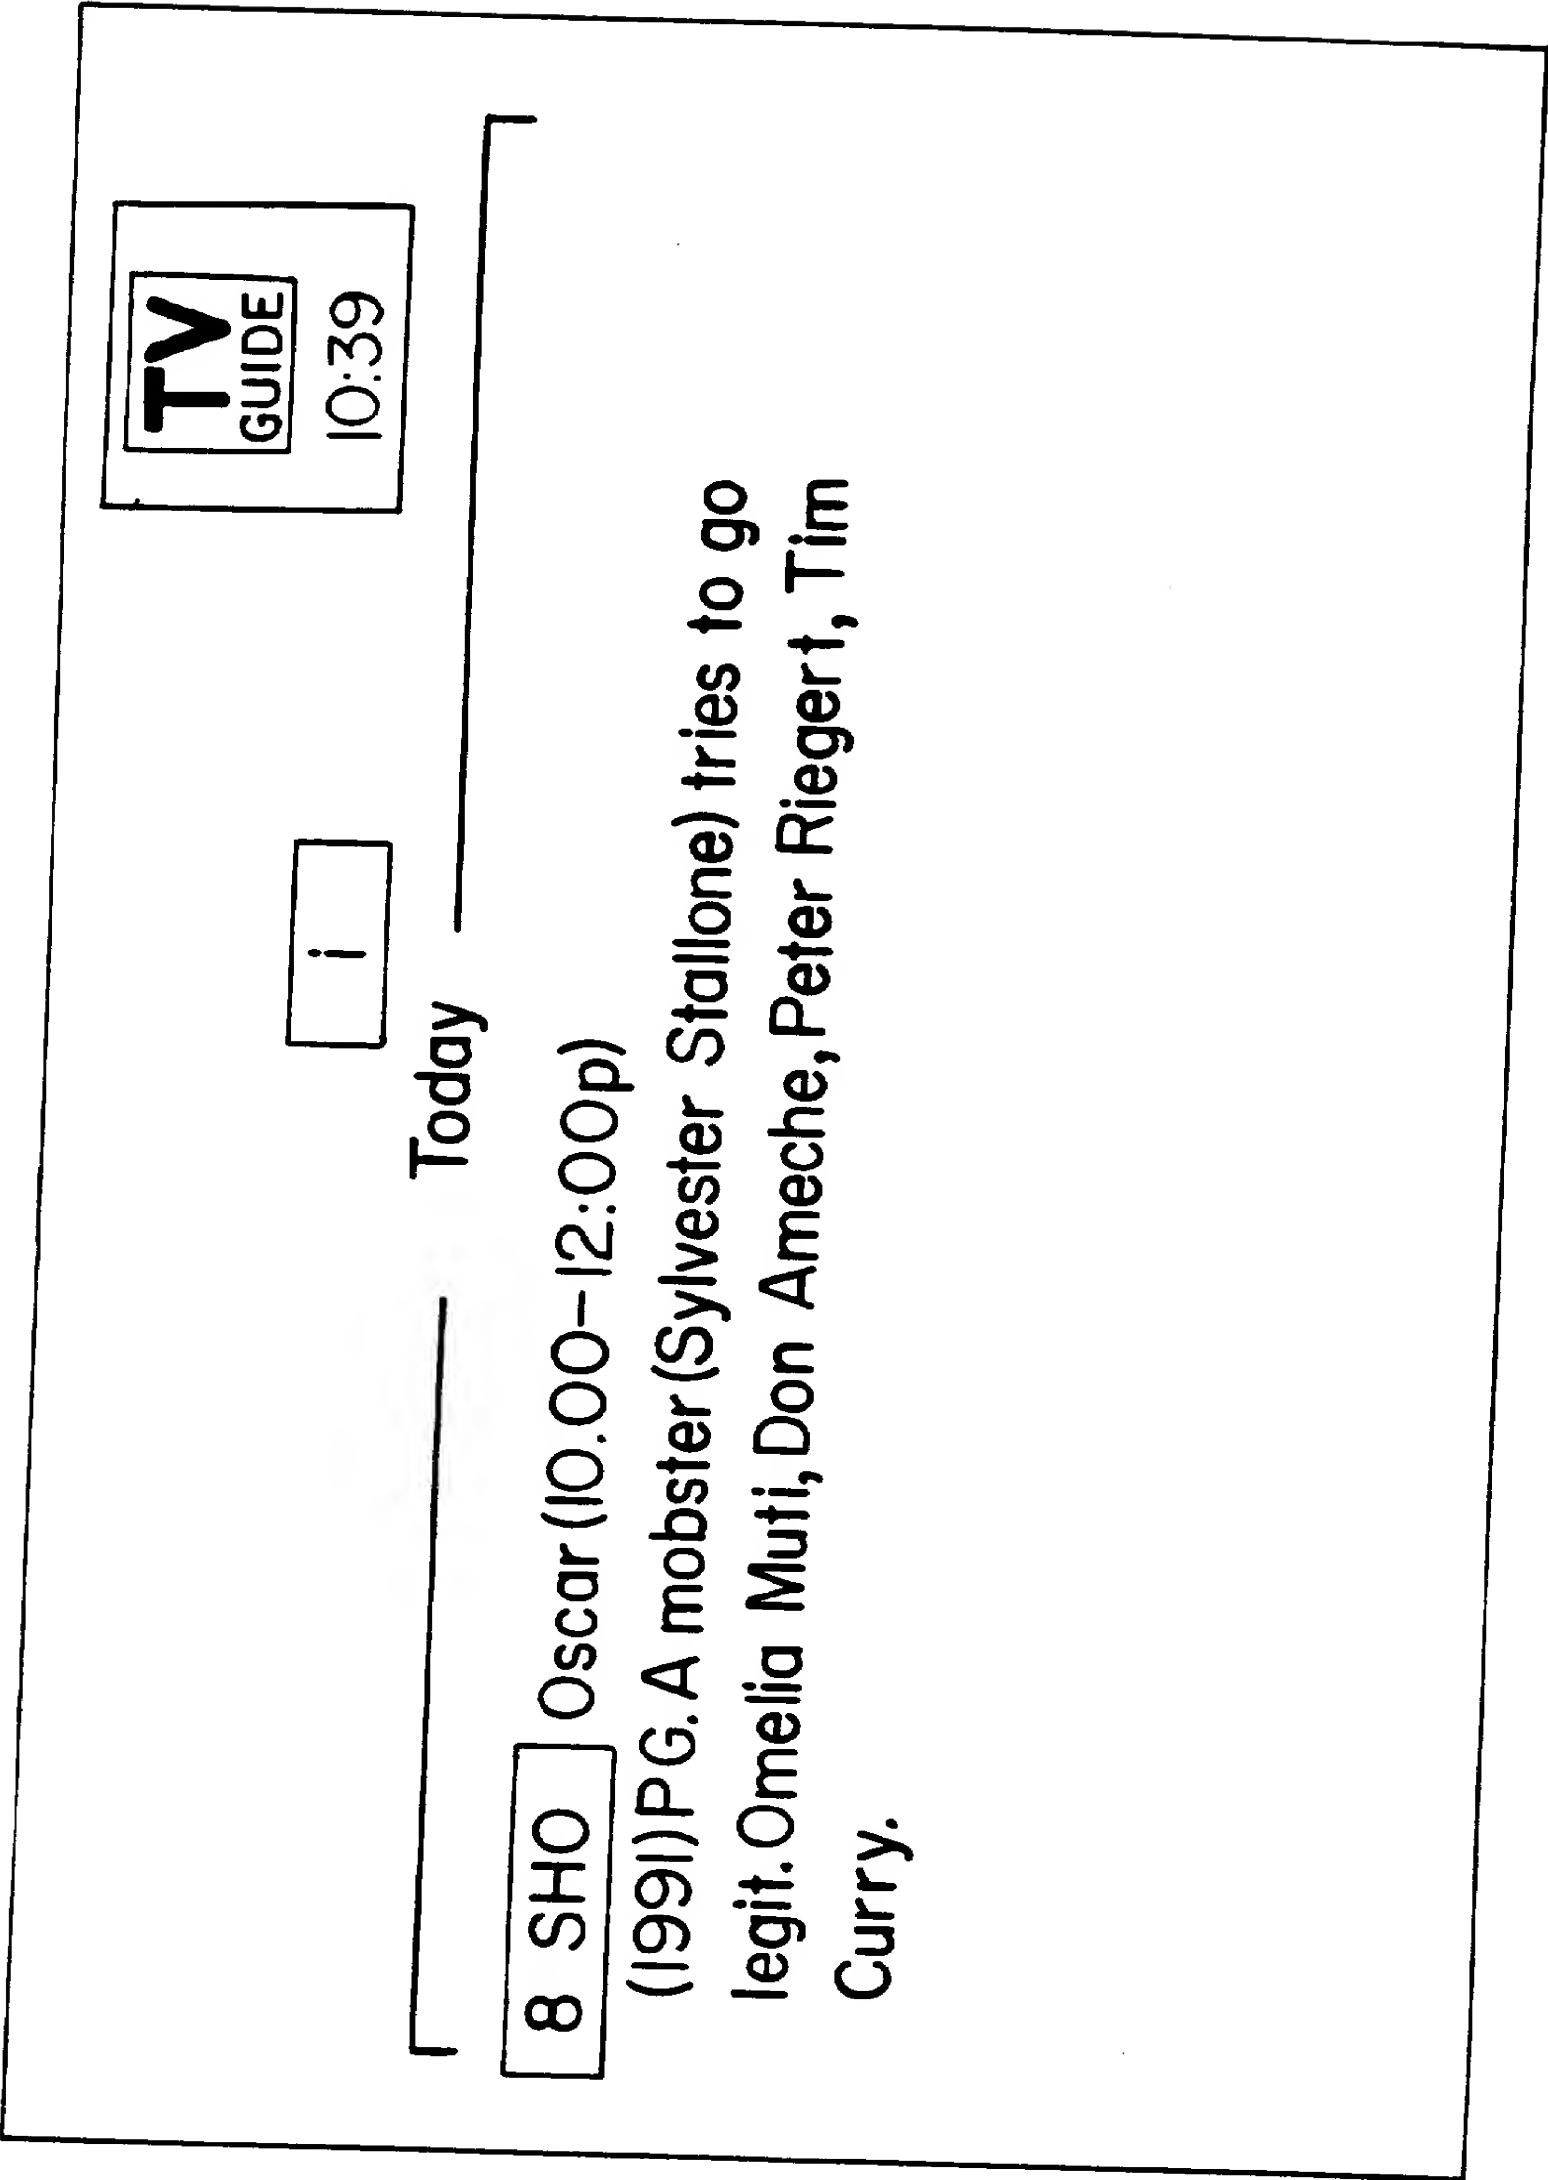 TV
GUIDE
10:39
i
Today
8 SHO Oscar (10.00-12:00p)
(1991) PG. A mobster (Sylvester Stallone) tries to go
legit. Omelia Muti, Don Ameche, Peter Riegert, Tim
Curry.